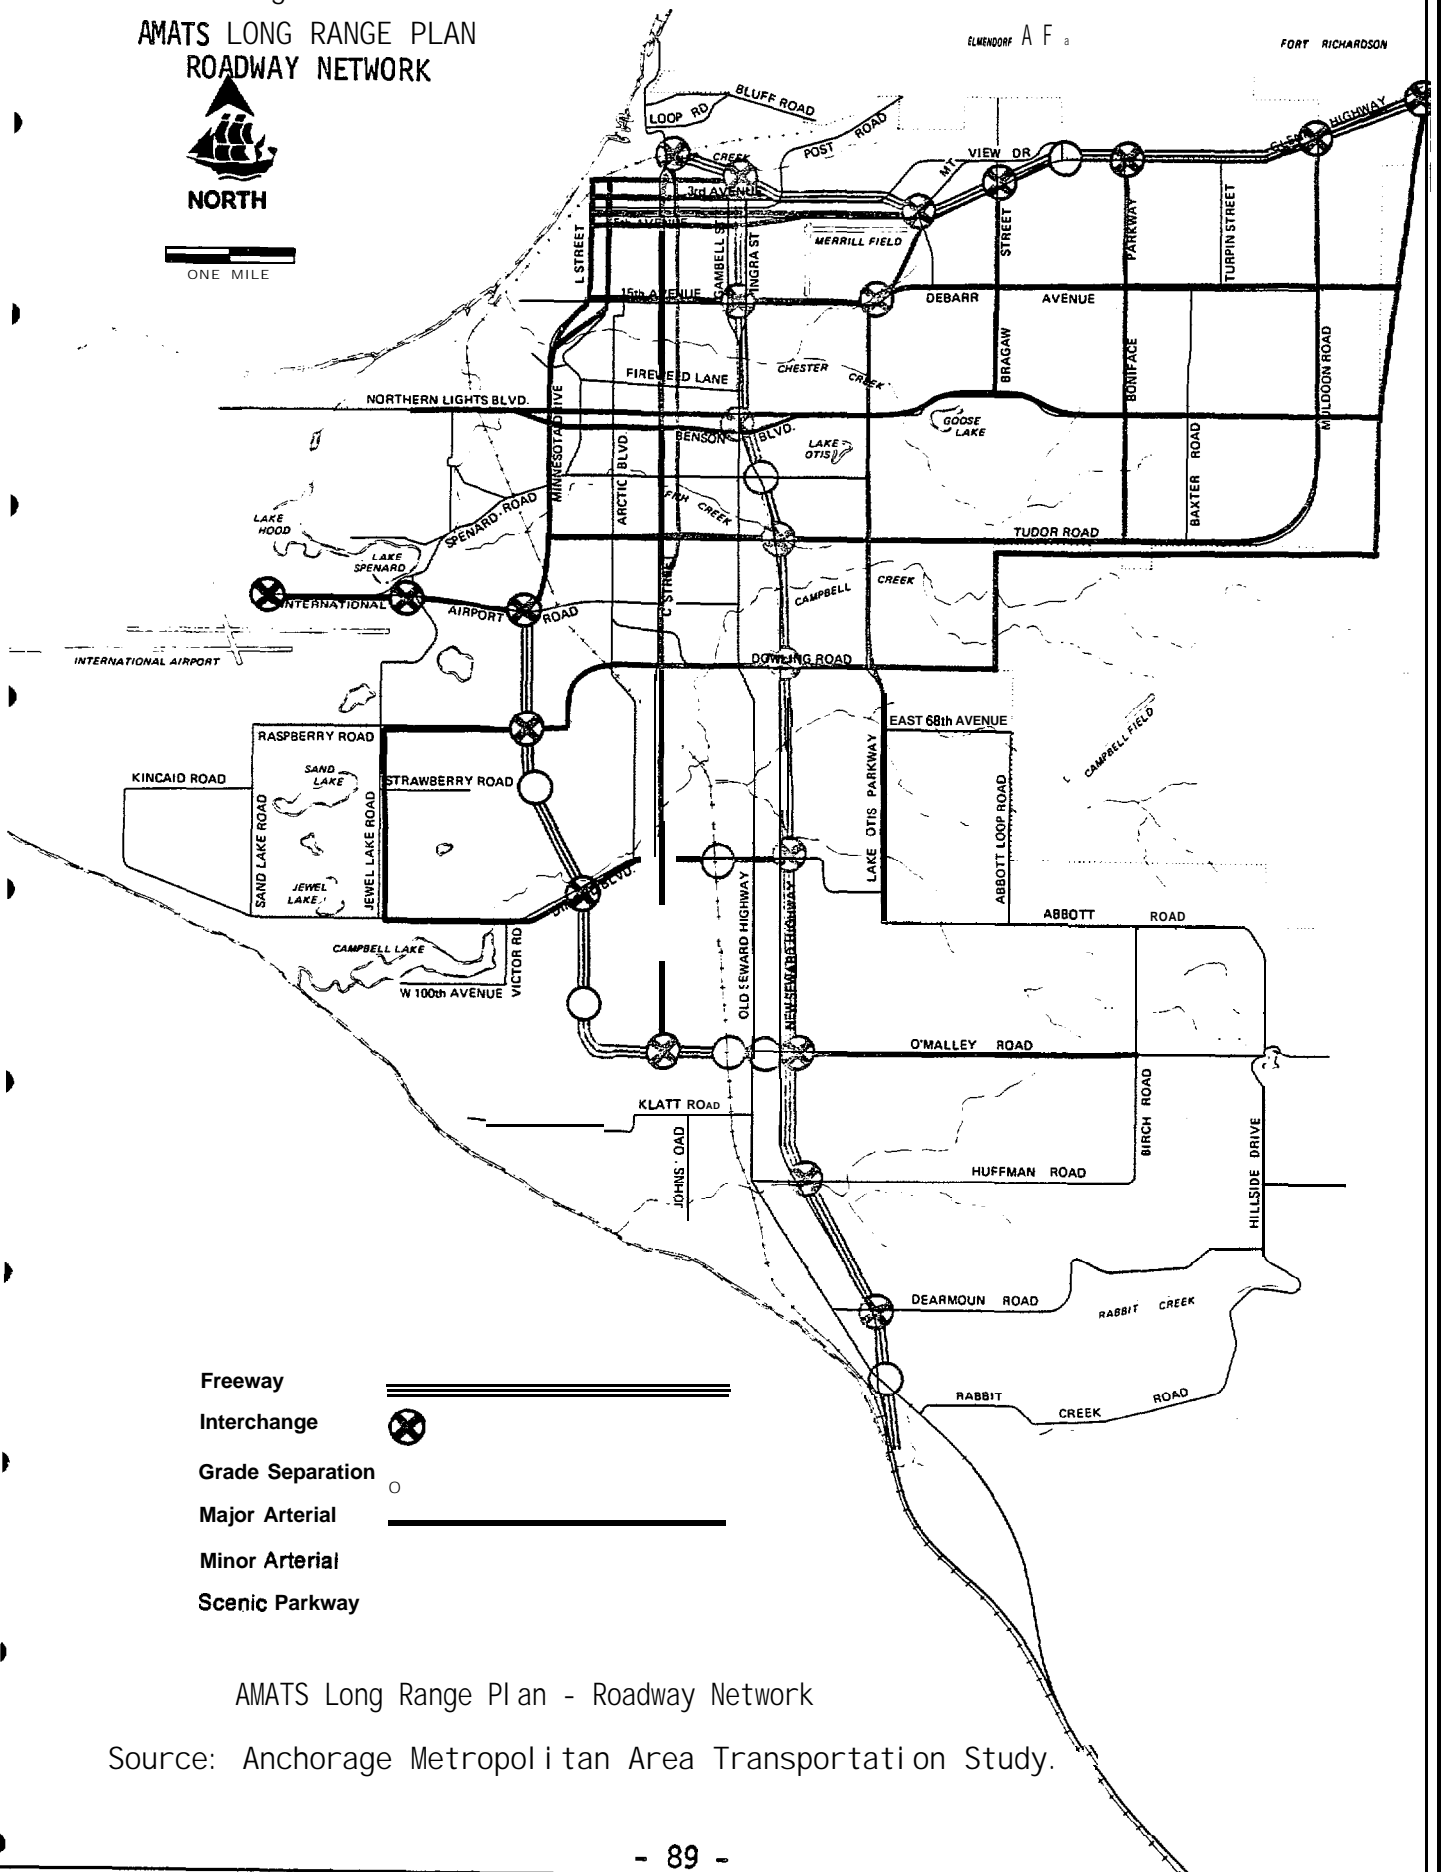 AMATS LONG RANGE PLAN
ROADWAY NETWORK
NORTH
ONE MILE
ELMENDORF A F a
FORT RICHARDSON
BLUFF ROAD
LOOP RD
POST ROAD
CREEK
MT. VIEW DR
HIGHWAY
3rd AVENUE
5th AVENUE
MERRILL FIELD
L STREET
GAMBELL ST
INGRA ST
STREET
PARKWAY
TURPIN STREET
15th AVENUE
DEBARR AVENUE
CHESTER CREEK
FIREWEED LANE
BRAGAW
BONIFACE
MULDOON ROAD
NORTHERN LIGHTS BLVD.
MINNESOTA DRIVE
ARCTIC BLVD.
BENSON BLVD.
LAKE OTIS
GOOSE LAKE
BAXTER ROAD
SPENARD ROAD
FISH CREEK
TUDOR ROAD
LAKE HOOD
LAKE SPENARD
C STREET
CAMPBELL CREEK
INTERNATIONAL AIRPORT ROAD
INTERNATIONAL AIRPORT
DOWLING ROAD
EAST 68th AVENUE
CAMPBELL FIELD
RASPBERRY ROAD
KINCAID ROAD
SAND LAKE
STRAWBERRY ROAD
SAND LAKE ROAD
JEWEL LAKE ROAD
LAKE OTIS PARKWAY
ABBOTT LOOP ROAD
JEWEL LAKE
BLVD.
OLD SEWARD HIGHWAY
NEW SEWARD HIGHWAY
ABBOTT ROAD
CAMPBELL LAKE
VICTOR RD
W 100th AVENUE
O'MALLEY ROAD
KLATT ROAD
JOHNS' OAD
BIRCH ROAD
HILLSIDE DRIVE
HUFFMAN ROAD
DEARMOUN ROAD
RABBIT CREEK
RABBIT CREEK ROAD
Freeway
Interchange
Grade Separation
Major Arterial
Minor Arterial
Scenic Parkway
AMATS Long Range Plan - Roadway Network
Source: Anchorage Metropolitan Area Transportation Study.
- 89 -